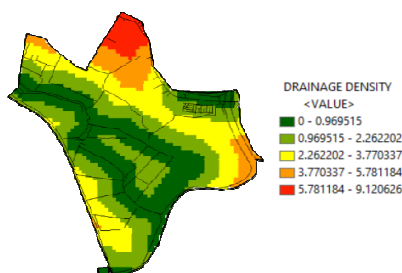 DRAINAGE DENSITY
<VALUE>
0 - 0.969515
0.969515 - 2.262202
2.262202 - 3.770337
3.770337 - 5.781184
5.781184 - 9.120626